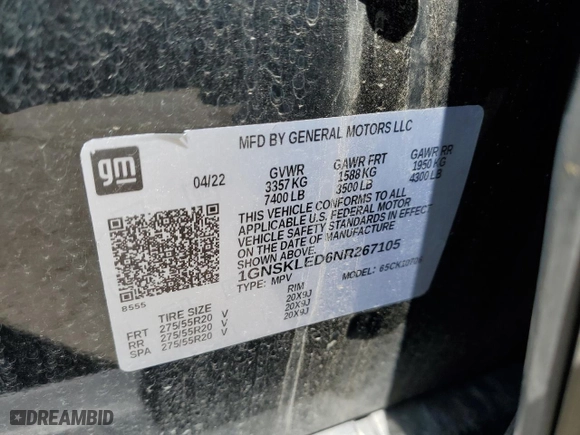 MFD BY GENERAL MOTORS LLC
gm
04/22
GVWR GAWR FRT GAWR RR
3357 KG 1588 KG 1950 KG
7400 LB 3500 LB 4300 LB
THIS VEHICLE CONFORMS TO ALL
APPLICABLE U.S. FEDERAL MOTOR
VEHICLE SAFETY STANDARDS IN EFFECT
ON THE DATE OF MANUFACTURE
SHOWN ABOVE.
1GNSKLED6NR267105
TYPE: MPV MODEL:
8555
TIRE SIZE RIM
FRT 275/55R20 V 20X9J
RR 275/55R20 V 20X9J
SPA 275/55R20 V 20X9J
DREAMBID